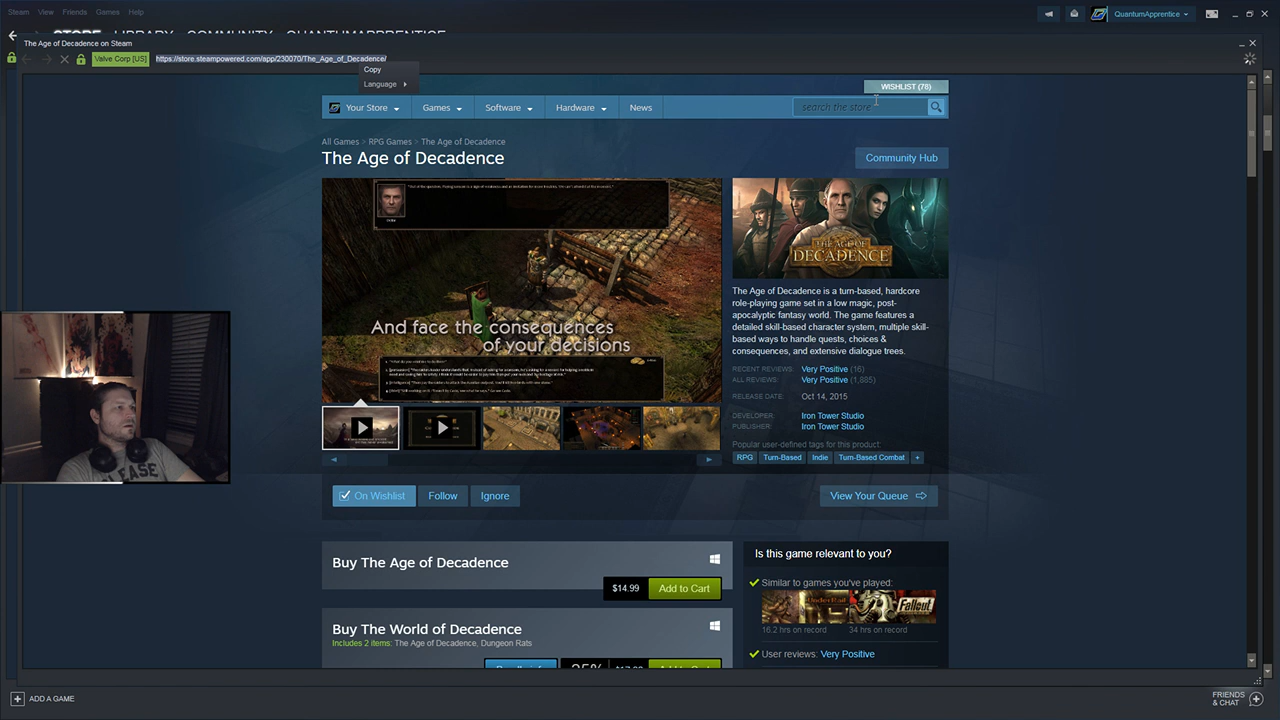 Steam View Friends Games Help
QuantumApprentice
STORE LIBRARY COMMUNITY QUANTUMAPPRENTICE
The Age of Decadence on Steam
Valve Corp [US] https://store.steampowered.com/app/230070/The_Age_of_Decadence/
Copy
Language
WISHLIST (78)
Your Store Games Software Hardware News search the store
All Games > RPG Games > The Age of Decadence
The Age of Decadence
Community Hub
And face the consequences
of your decisions
THE AGE OF
DECADENCE
The Age of Decadence is a turn-based, hardcore
role-playing game set in a low magic, post-
apocalyptic fantasy world. The game features a
detailed skill-based character system, multiple skill-
based ways to handle quests, choices &
consequences, and extensive dialogue trees.
RECENT REVIEWS: Very Positive (16)
ALL REVIEWS: Very Positive (1,885)
RELEASE DATE: Oct 14, 2015
DEVELOPER: Iron Tower Studio
PUBLISHER: Iron Tower Studio
Popular user-defined tags for this product:
RPG Turn-Based Indie Turn-Based Combat +
On Wishlist Follow Ignore
View Your Queue
Buy The Age of Decadence
$14.99 Add to Cart
Buy The World of Decadence
Includes 2 items: The Age of Decadence, Dungeon Rats
Is this game relevant to you?
Similar to games you've played:
UnderRail Fallout
16.2 hrs on record 34 hrs on record
User reviews: Very Positive
ADD A GAME
FRIENDS
& CHAT